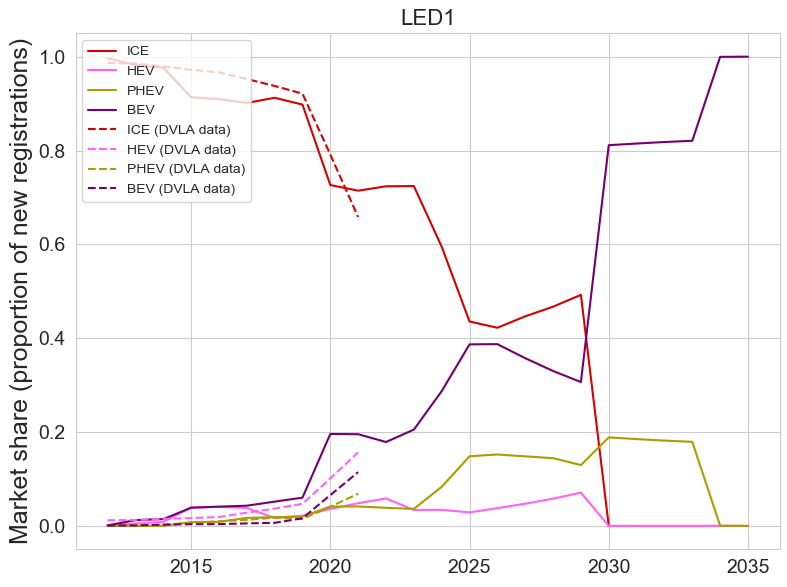 LED1
Market share (proportion of new registrations)
1.0
0.8
0.6
0.4
0.2
0.0
ICE
HEV
PHEV
BEV
ICE (DVLA data)
HEV (DVLA data)
PHEV (DVLA data)
BEV (DVLA data)
2015 2020 2025 2030 2035